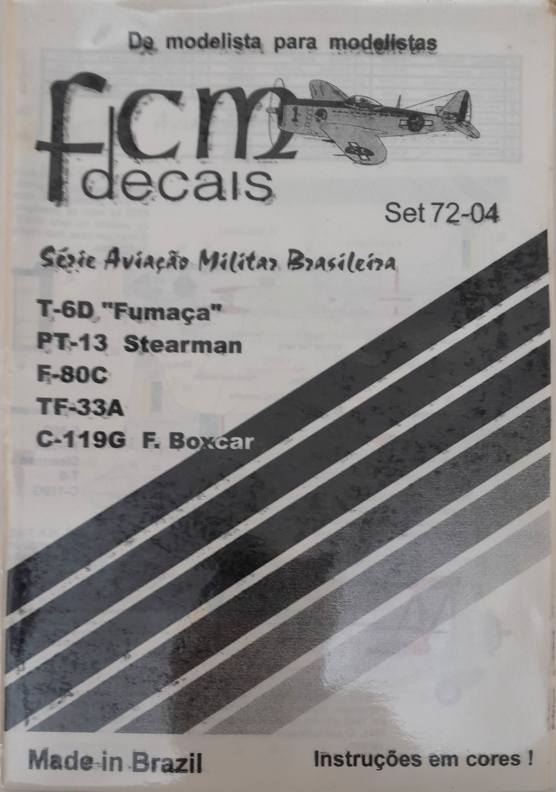 De modelista para modelistas
fcm
decais
Set 72-04
Série Aviação Militar Brasileira
T-6D "Fumaça"
PT-13 Stearman
F-80C
TF-33A
C-119G F. Boxcar
Made in Brazil
Instruções em cores !